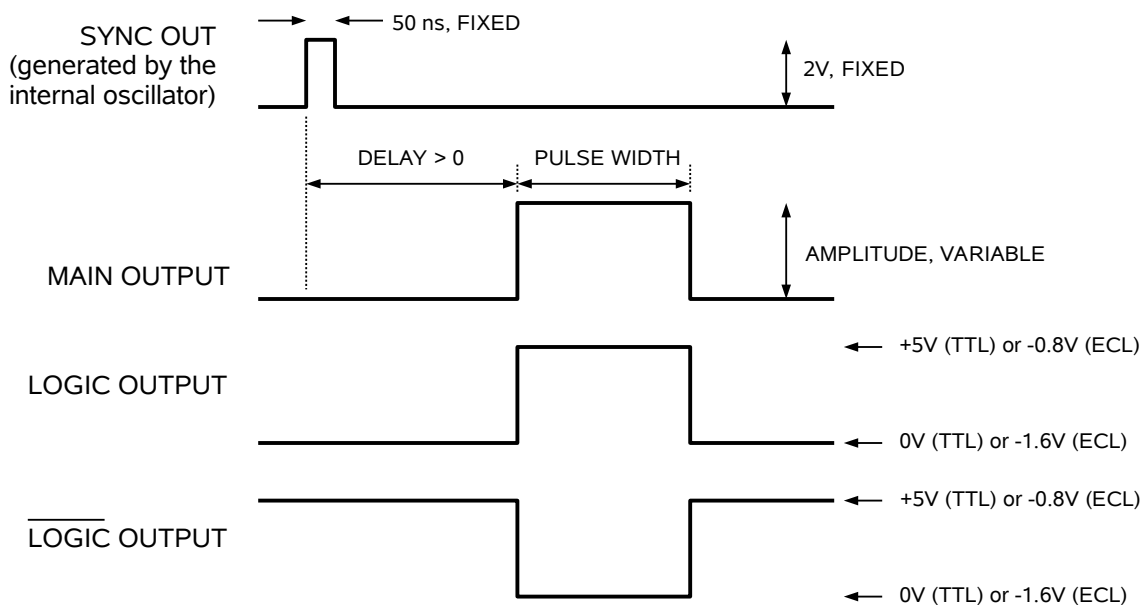 50 ns, FIXED
SYNC OUT
(generated by the
internal oscillator)
2V, FIXED
DELAY > 0
PULSE WIDTH
AMPLITUDE, VARIABLE
MAIN OUTPUT
+5V (TTL) or -0.8V (ECL)
LOGIC OUTPUT
0V (TTL) or -1.6V (ECL)
+5V (TTL) or -0.8V (ECL)
LOGIC OUTPUT
0V (TTL) or -1.6V (ECL)